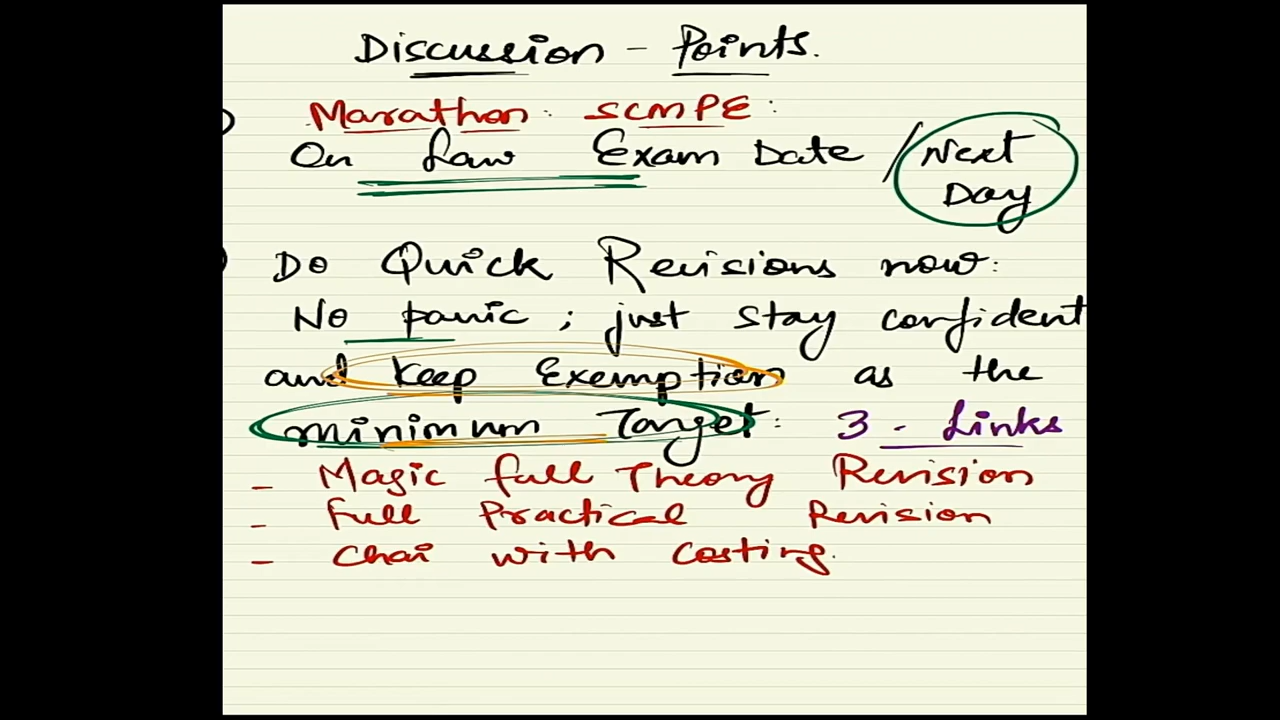 Discussion - Points.
Marathon: SCMPE:
On Law Exam Date / Next
Day
Do Quick Revisions now:
No panic ; just stay confident
and keep Exemption as the
minimum Target: 3 - Links
- Magic full Theory Revision
- Full Practical Revision
- Chai with Costing.